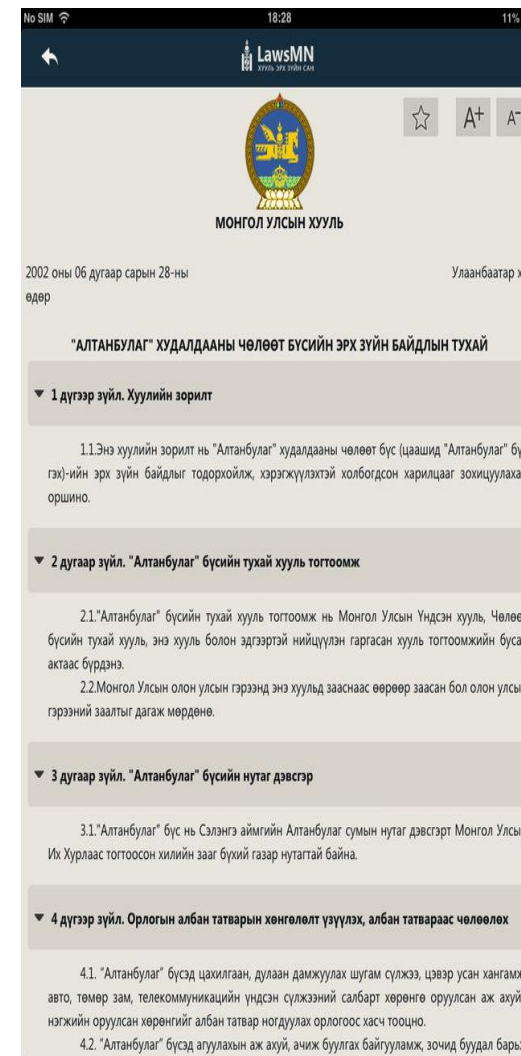 No SIM 18:28 11%
LawsMN
ХУУЛЬ ЭРХ ЗҮЙН САН
A+ A-
МОНГОЛ УЛСЫН ХУУЛЬ
2002 оны 06 дугаар сарын 28-ны Улаанбаатар х
өдөр
"АЛТАНБУЛАГ" ХУДАЛДААНЫ ЧӨЛӨӨТ БҮСИЙН ЭРХ ЗҮЙН БАЙДЛЫН ТУХАЙ
1 дүгээр зүйл. Хуулийн зорилт
1.1.Энэ хуулийн зорилт нь "Алтанбулаг" худалдааны чөлөөт бүс (цаашид "Алтанбулаг" бү
гэх)-ийн эрх зүйн байдлыг тодорхойлж, хэрэгжүүлэхтэй холбогдсон харилцааг зохицуулаха
оршино.
2 дугаар зүйл. "Алтанбулаг" бүсийн тухай хууль тогтоомж
2.1."Алтанбулаг" бүсийн тухай хууль тогтоомж нь Монгол Улсын Үндсэн хууль, Чөлөө
бүсийн тухай хууль, энэ хууль болон эдгээртэй нийцүүлэн гаргасан хууль тогтоомжийн буса
актаас бүрдэнэ.
2.2.Монгол Улсын олон улсын гэрээнд энэ хуульд зааснаас өөрөөр заасан бол олон улсы
гэрээний заалтыг дагаж мөрдөнө.
3 дугаар зүйл. "Алтанбулаг" бүсийн нутаг дэвсгэр
3.1."Алтанбулаг" бүс нь Сэлэнгэ аймгийн Алтанбулаг сумын нутаг дэвсгэрт Монгол Улсы
Их Хурлаас тогтоосон хилийн зааг бүхий газар нутагтай байна.
4 дүгээр зүйл. Орлогын албан татварын хөнгөлөлт үзүүлэх, албан татвараас чөлөөлөх
4.1. "Алтанбулаг" бүсэд цахилгаан, дулаан дамжуулах шугам сүлжээ, цэвэр усан хангамж
авто, төмөр зам, телекоммуникацийн үндсэн сүлжээний салбарт хөрөнгө оруулсан аж ахуй
нэгжийн оруулсан хөрөнгийг албан татвар ногдуулах орлогоос хасч тооцно.
4.2. "Алтанбулаг" бүсэд агуулахын аж ахуй, ачиж буулгах байгууламж, зочид буудал барь